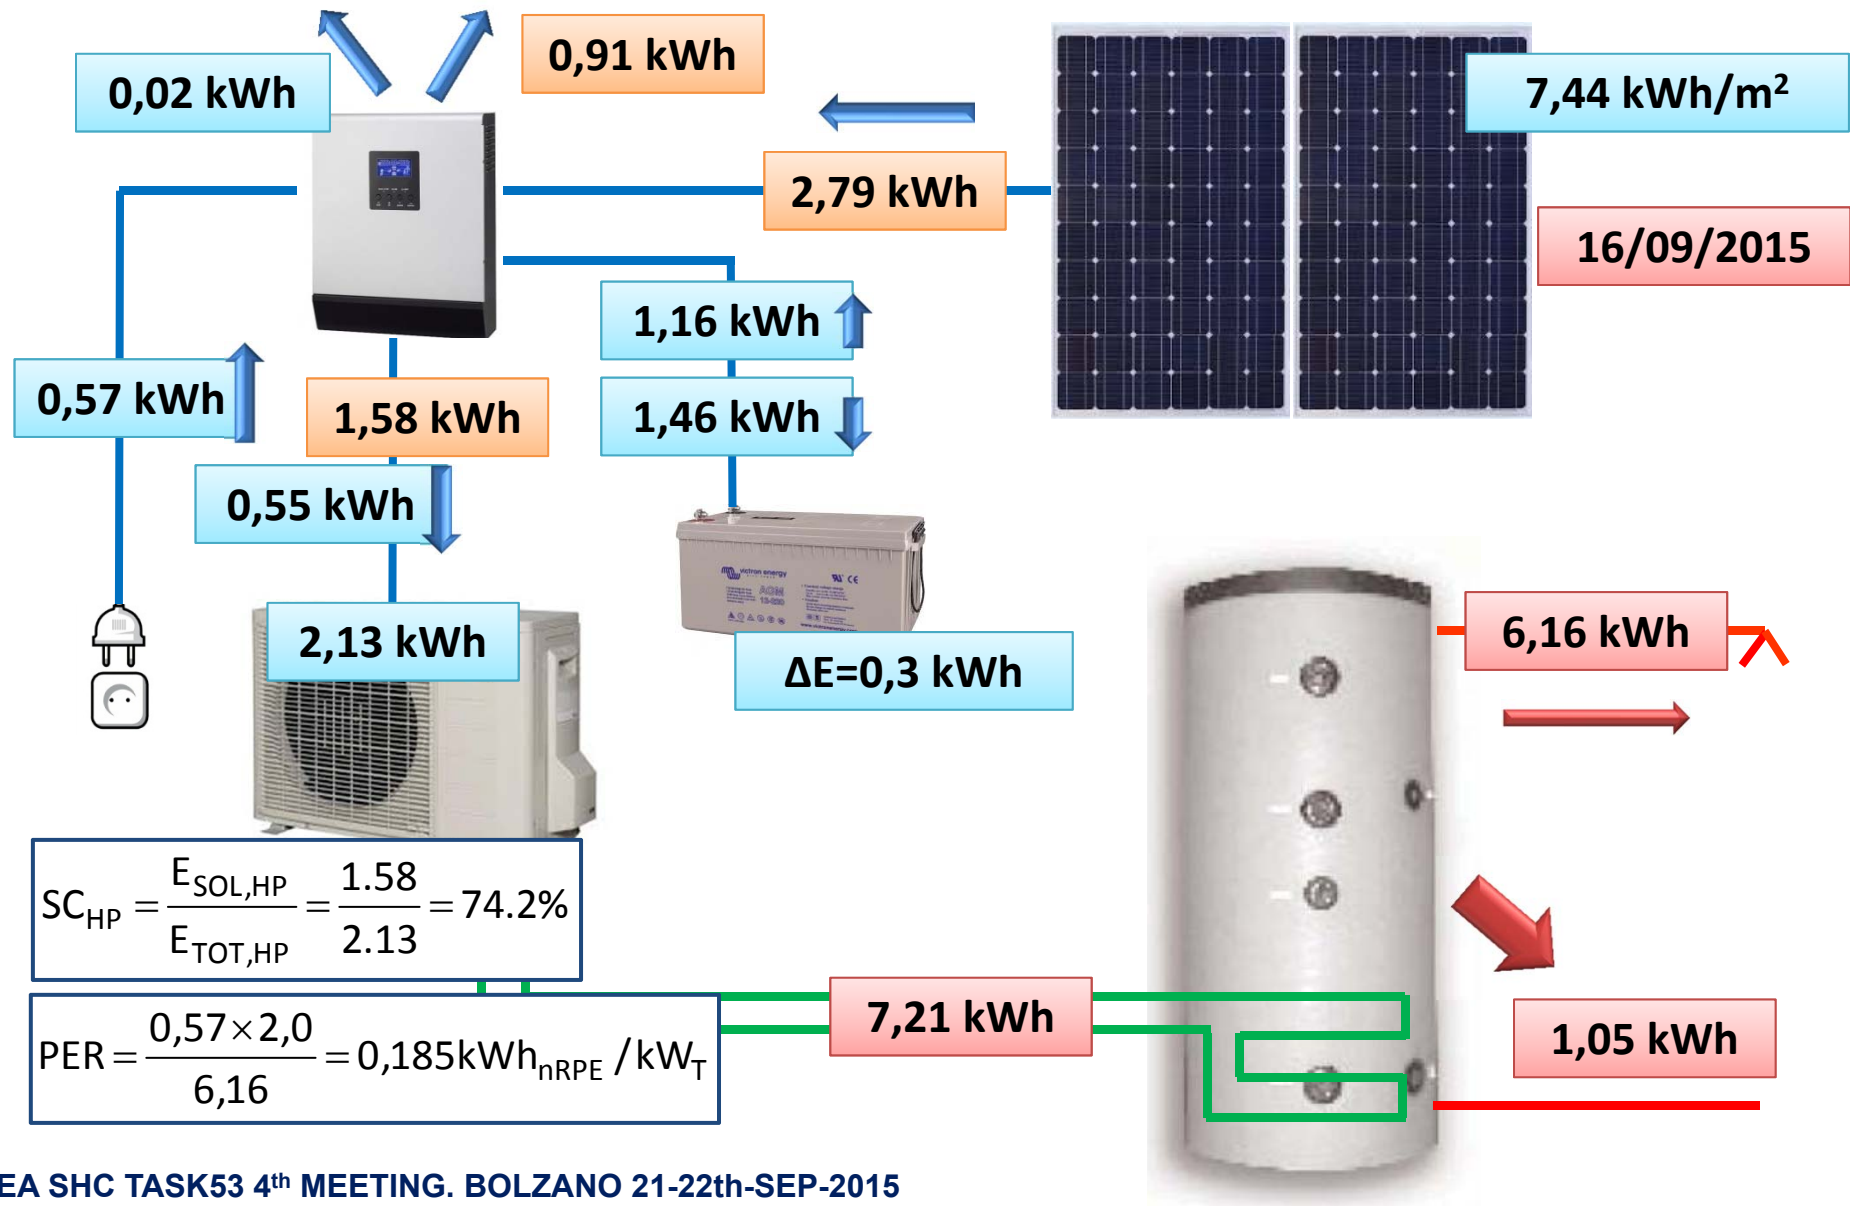 0,91 kWh
0,02 kWh
7,44 kWh/m²
2,79 kWh
16/09/2015
1,16 kWh
0,57 kWh
1,58 kWh
1,46 kWh
0,55 kWh
victron energy
AGM
2,13 kWh
ΔE=0,3 kWh
6,16 kWh
SC_HP = E_SOL,HP / E_TOT,HP = 1.58 / 2.13 = 74.2%
7,21 kWh
PER = 0,57×2,0 / 6,16 = 0,185kWh_nRPE /kW_T
1,05 kWh
EA SHC TASK53 4th MEETING. BOLZANO 21-22th-SEP-2015